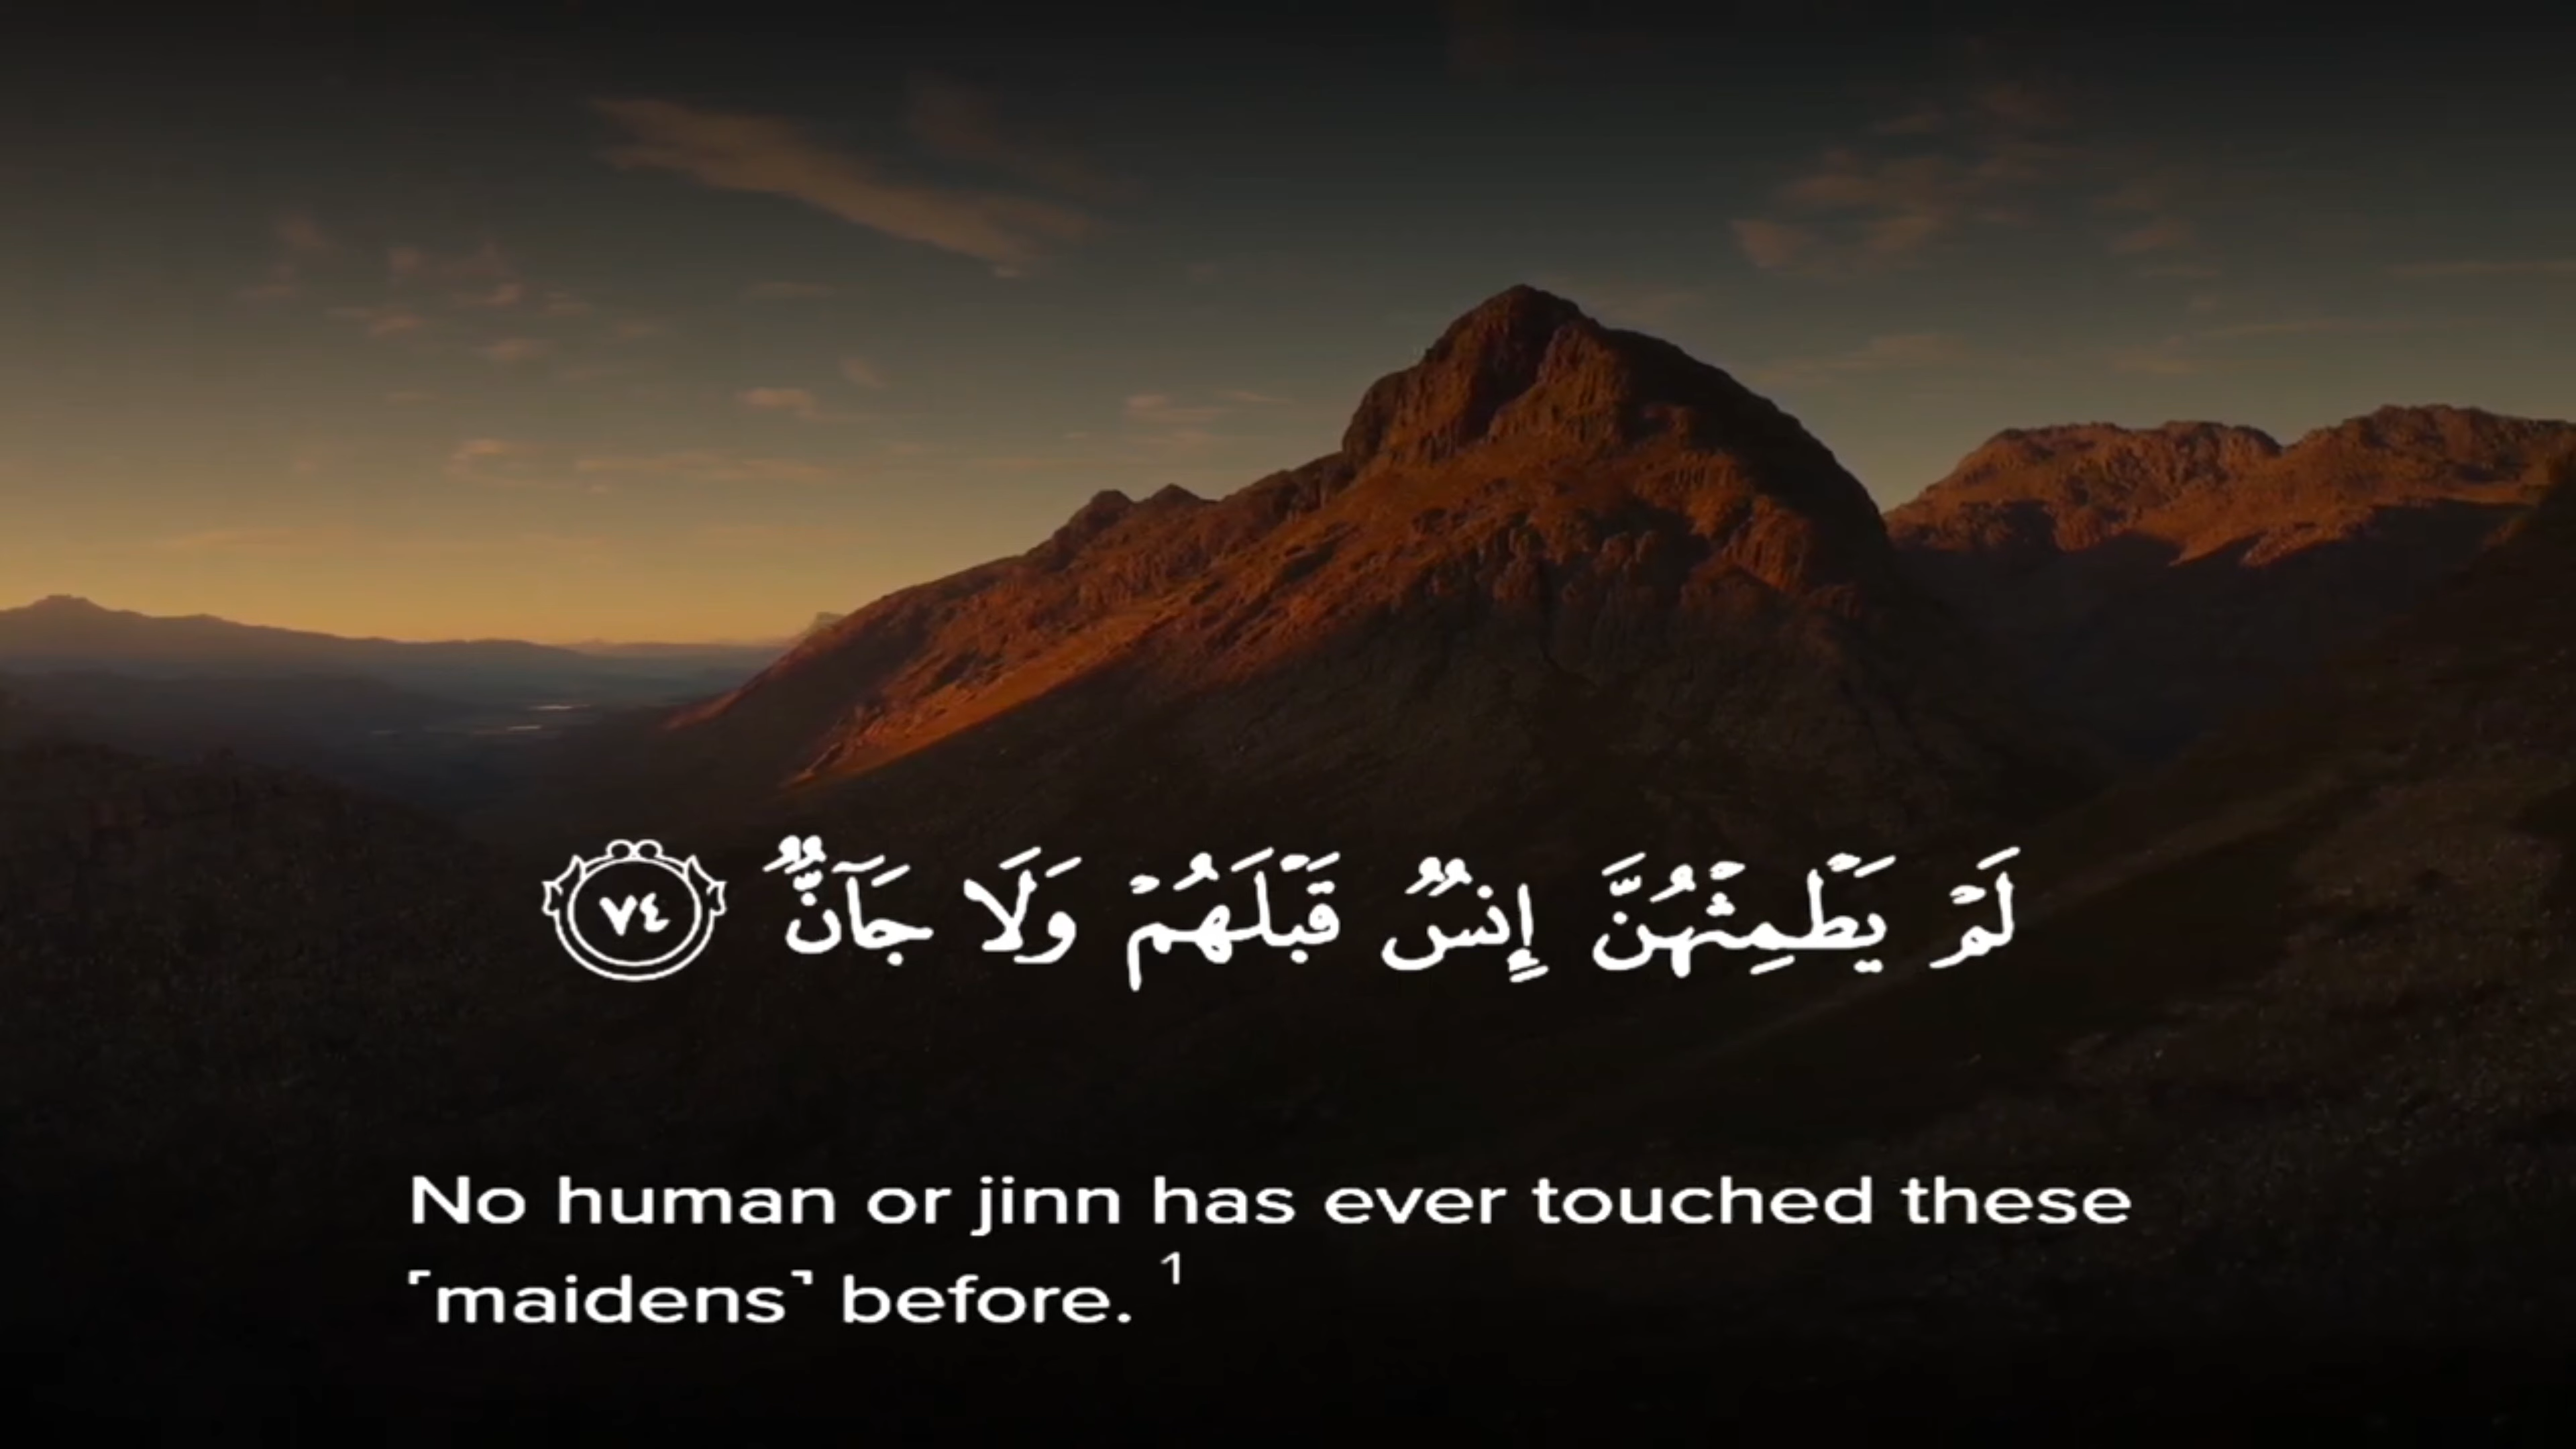 لَمْ يَطْمِثْهُنَّ إِنسٌ قَبْلَهُمْ وَلَا جَآنٌّ ٧٤
No human or jinn has ever touched these
⸢maidens⸣ before. 1